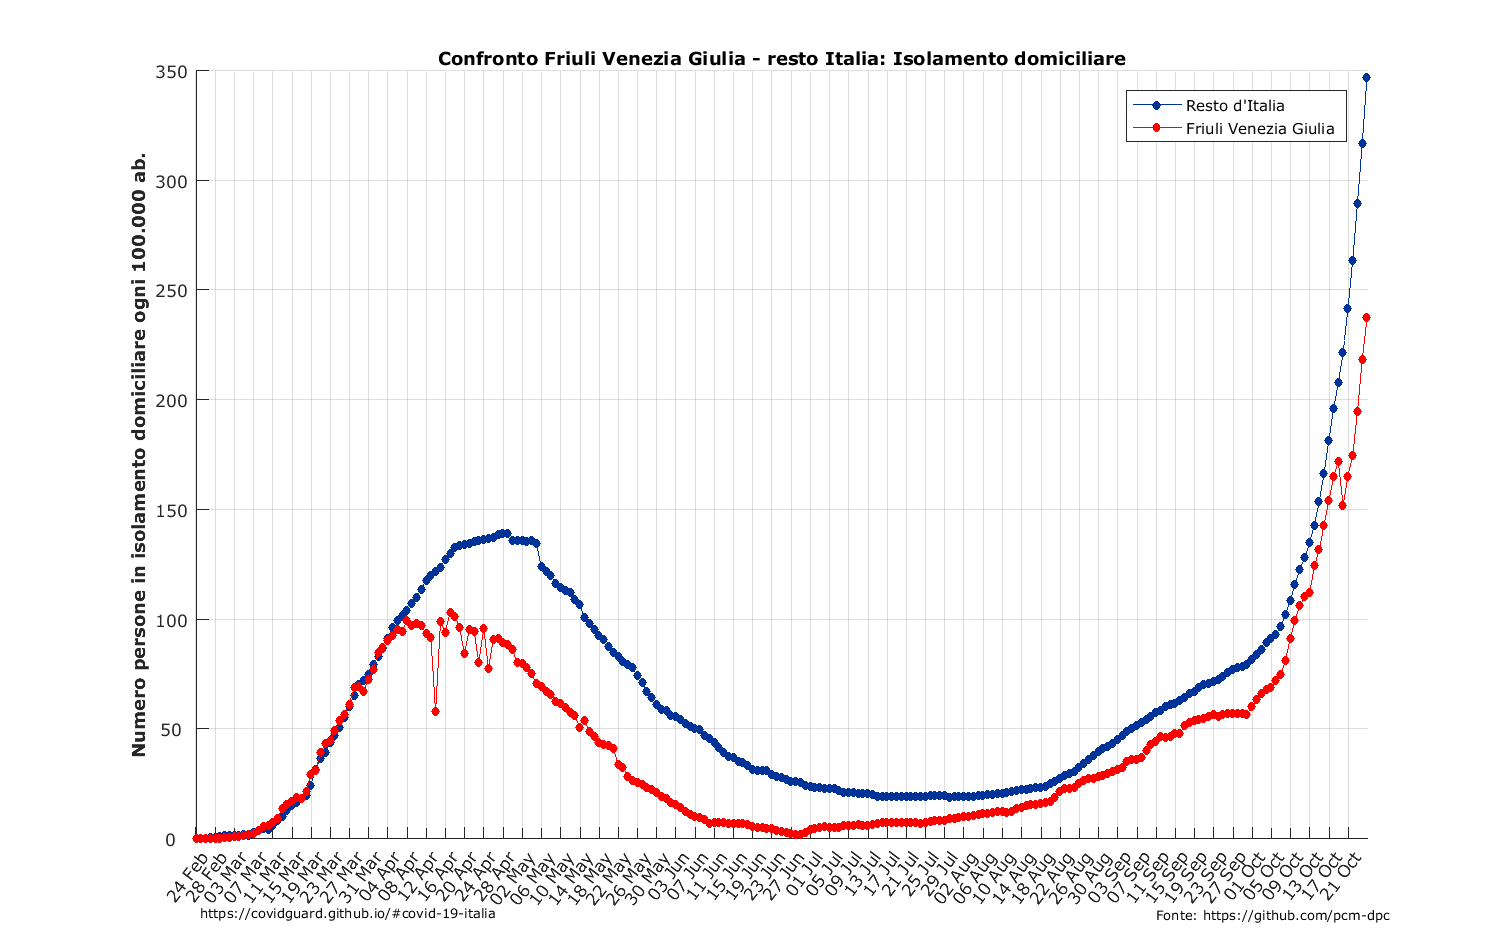 Confronto Friuli Venezia Giulia - resto Italia: Isolamento domiciliare
Numero persone in isolamento domiciliare ogni 100.000 ab.
350
300
250
200
150
100
50
0
Resto d'Italia
Friuli Venezia Giulia
24 Feb
28 Feb
03 Mar
07 Mar
11 Mar
15 Mar
19 Mar
23 Mar
27 Mar
31 Mar
04 Apr
08 Apr
12 Apr
16 Apr
20 Apr
24 Apr
28 Apr
02 May
06 May
10 May
14 May
18 May
22 May
26 May
30 May
03 Jun
07 Jun
11 Jun
15 Jun
19 Jun
23 Jun
27 Jun
01 Jul
05 Jul
09 Jul
13 Jul
17 Jul
21 Jul
25 Jul
29 Jul
02 Aug
06 Aug
10 Aug
14 Aug
18 Aug
22 Aug
26 Aug
30 Aug
03 Sep
07 Sep
11 Sep
15 Sep
19 Sep
23 Sep
27 Sep
01 Oct
05 Oct
09 Oct
13 Oct
17 Oct
21 Oct
https://covidguard.github.io/#covid-19-italia
Fonte: https://github.com/pcm-dpc